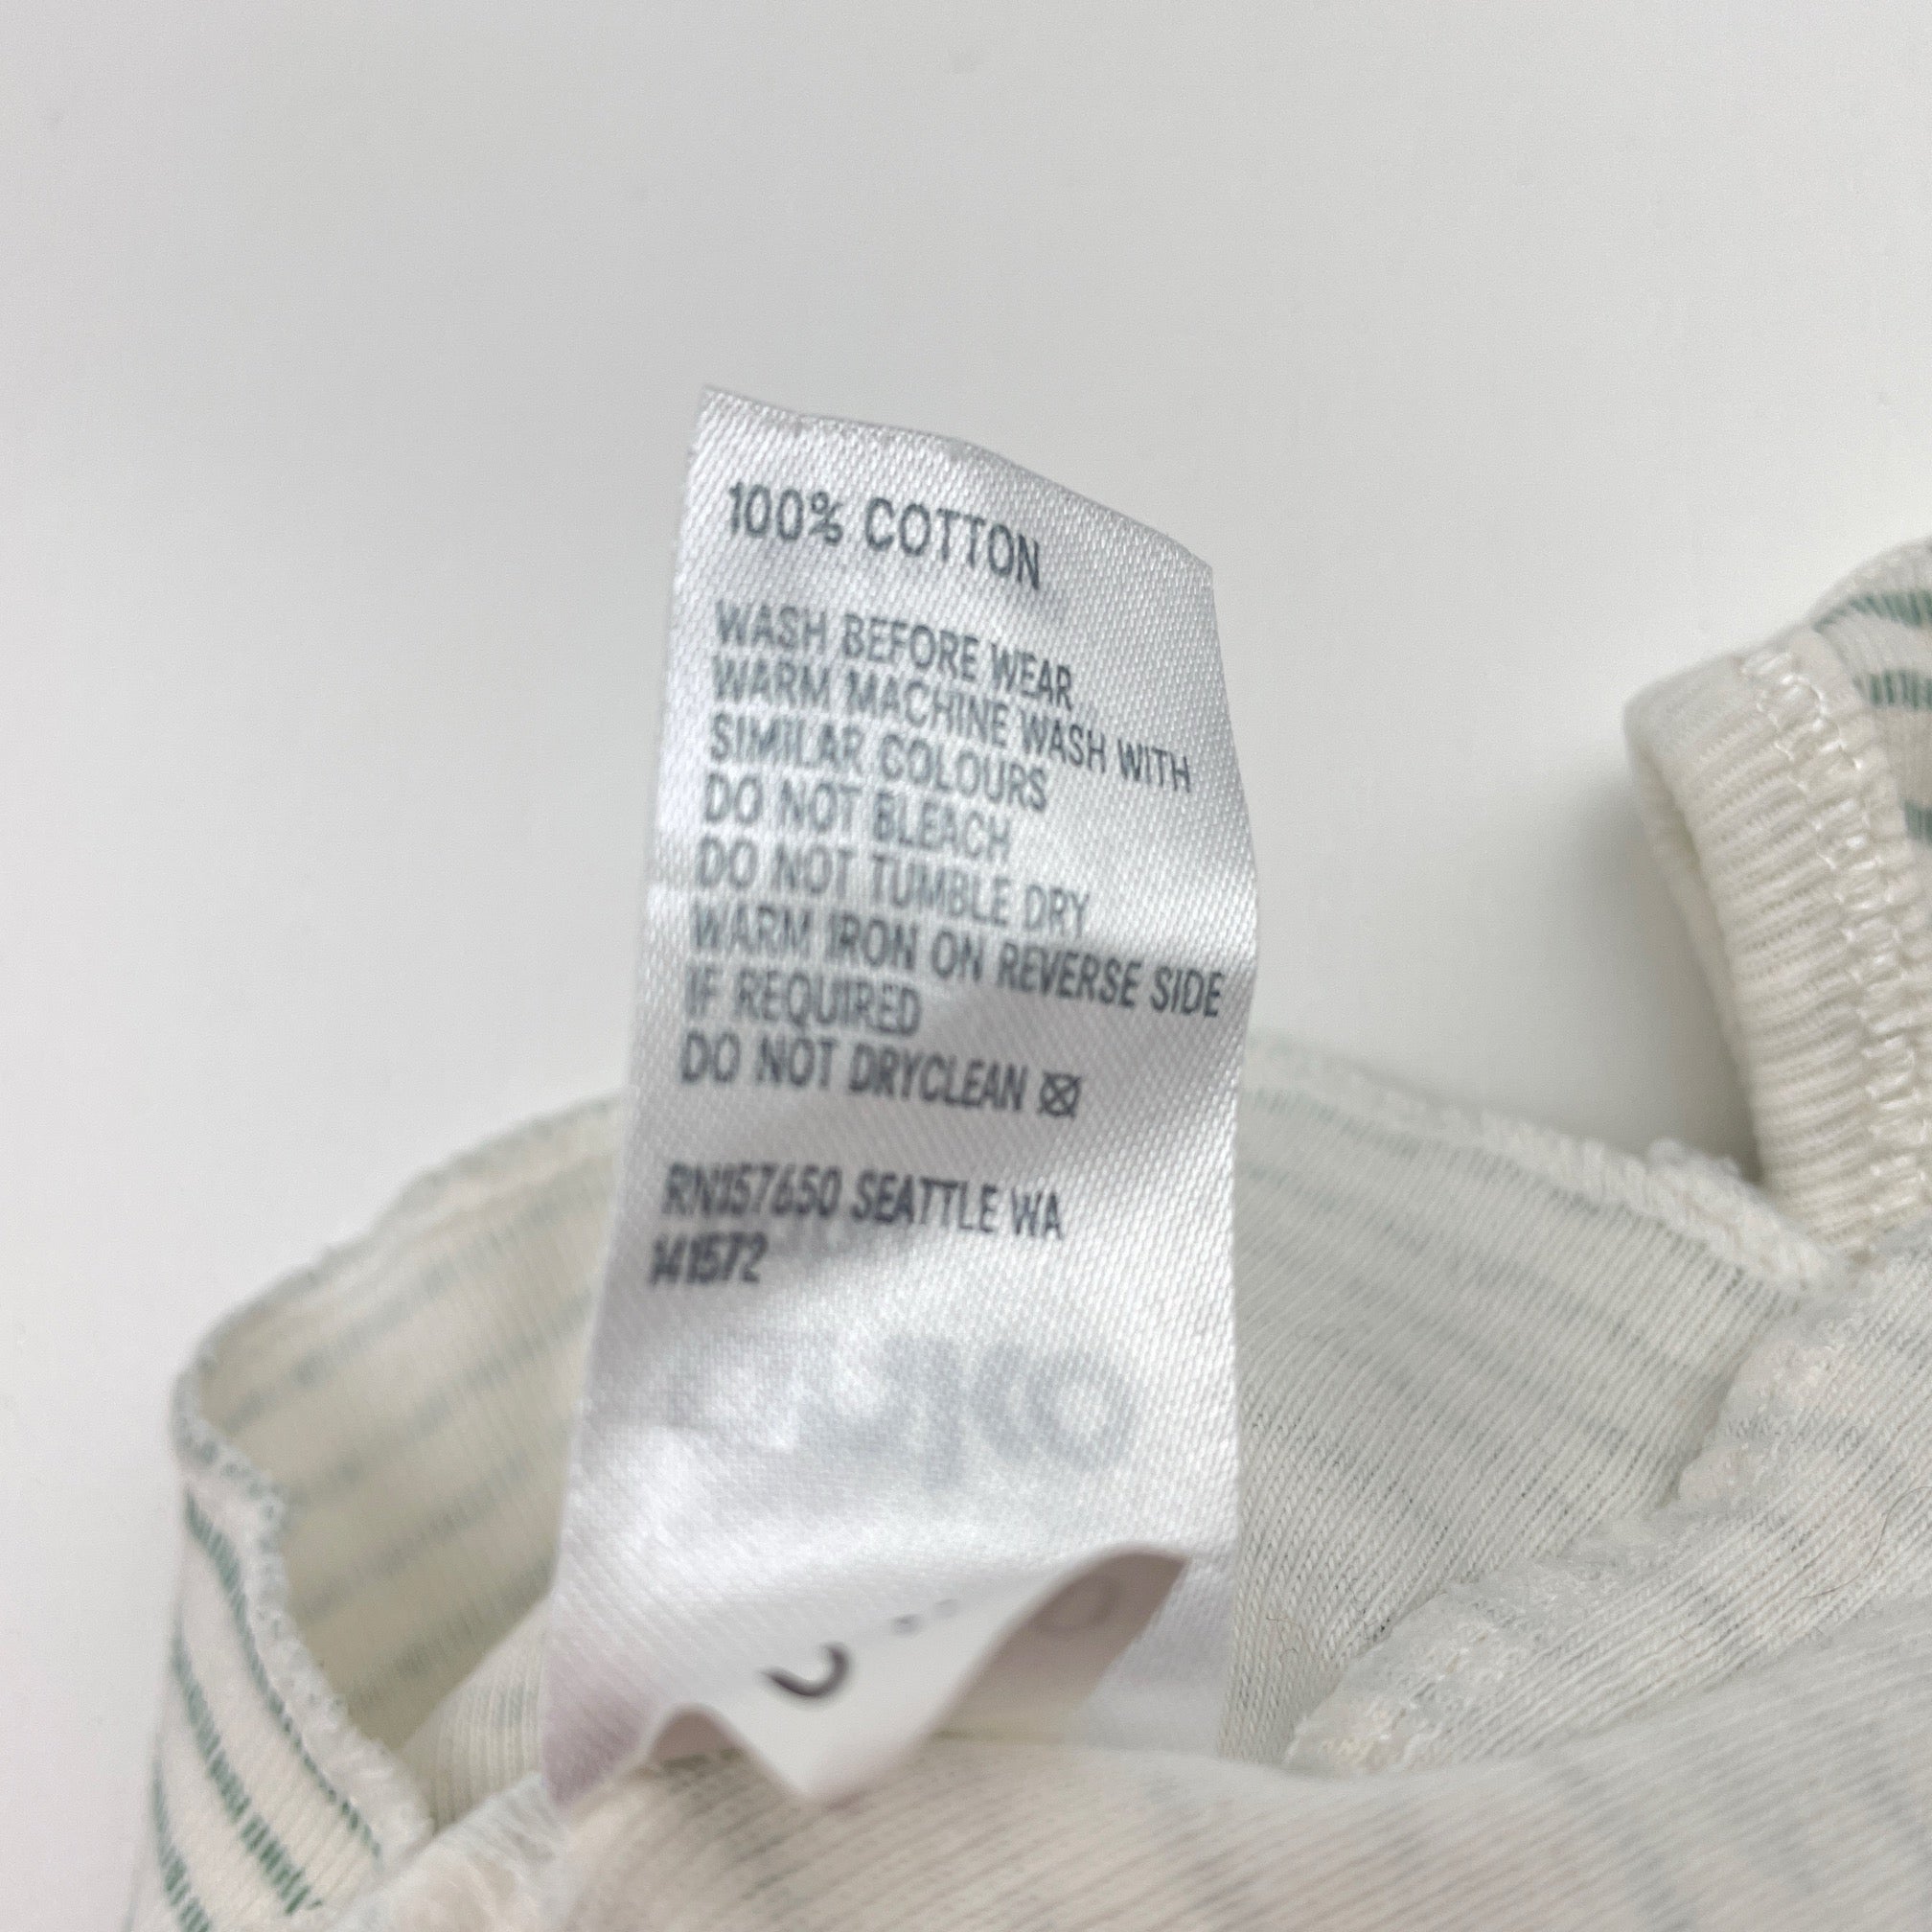 100% COTTON
WASH BEFORE WEAR
WARM MACHINE WASH WITH
SIMILAR COLOURS
DO NOT BLEACH
DO NOT TUMBLE DRY
WARM IRON ON REVERSE SIDE
IF REQUIRED
DO NOT DRYCLEAN
RN157650 SEATTLE WA
141572